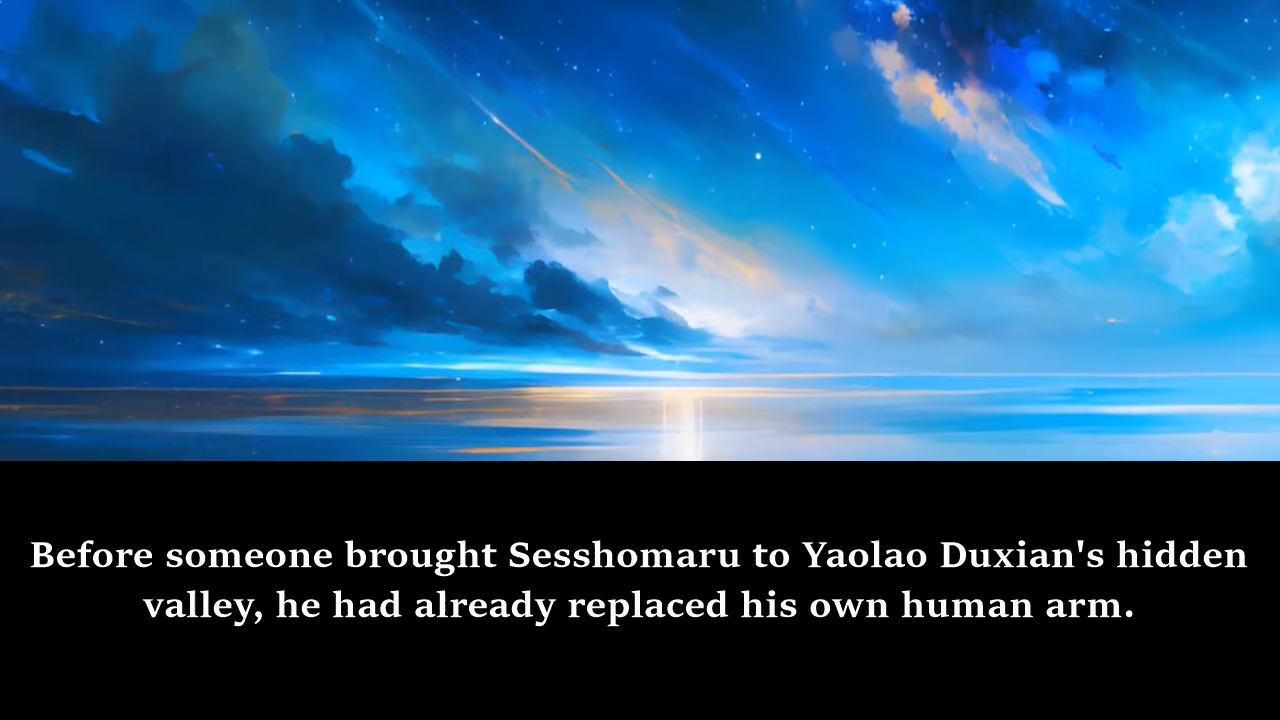 Before someone brought Sesshomaru to Yaolao Duxian's hidden
valley, he had already replaced his own human arm.